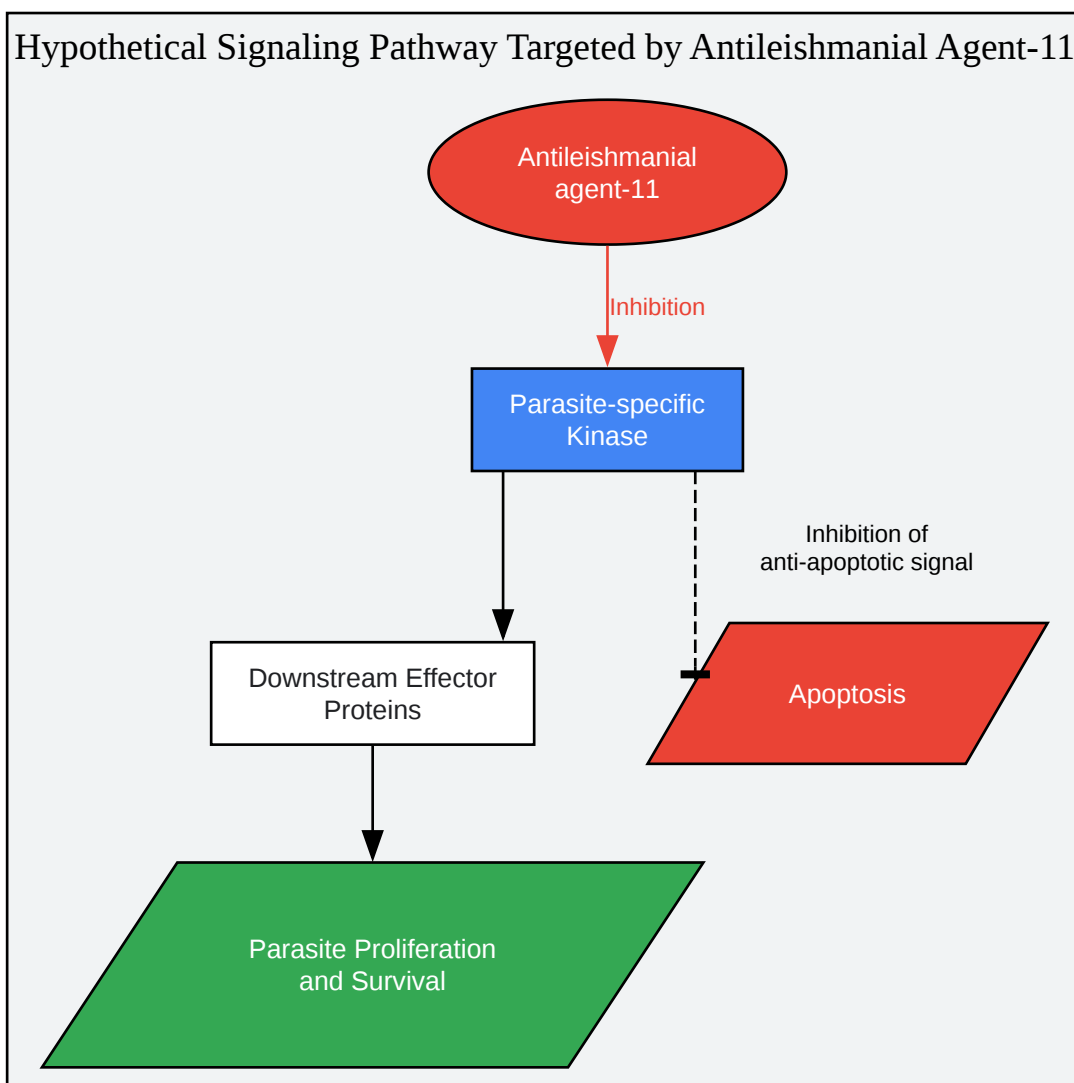 Hypothetical Signaling Pathway Targeted by Antileishmanial Agent-11
Antileishmanial
agent-11
Inhibition
Parasite-specific
Kinase
Inhibition of
anti-apoptotic signal
Downstream Effector
Proteins
Apoptosis
Parasite Proliferation
and Survival